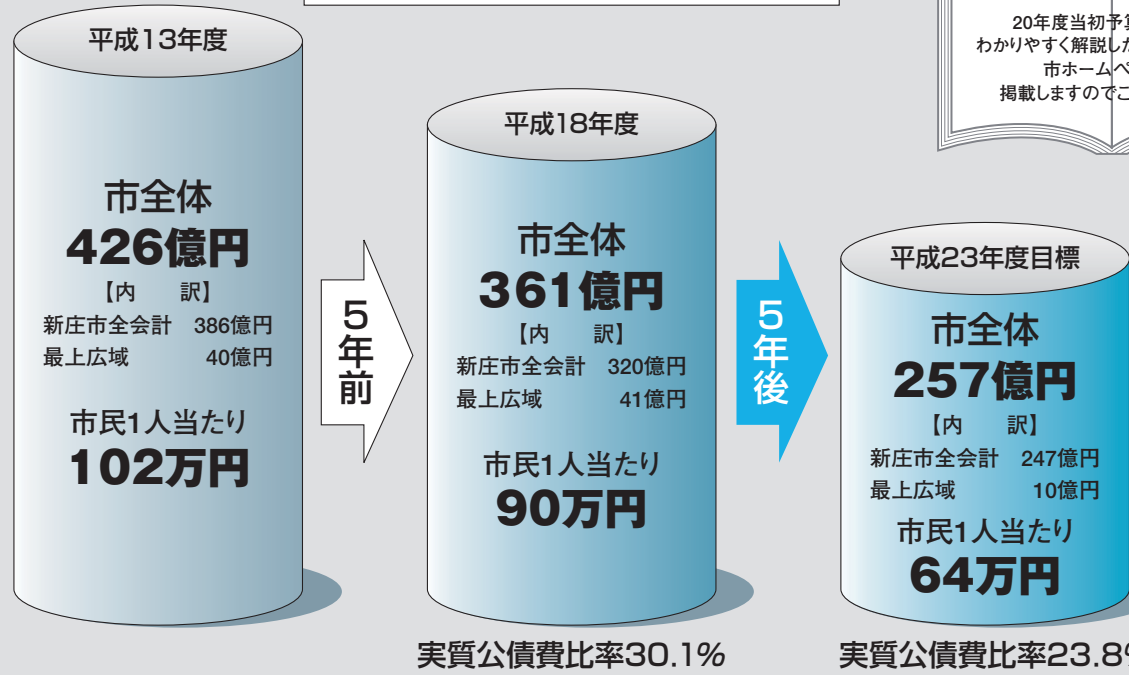 20年度当初予算
わかりやすく解説した
市ホームペ
掲載しますのでご
平成13年度
市全体
426億円
【内　　訳】
新庄市全会計　386億円
最上広域　40億円
市民1人当たり
102万円
5年前
平成18年度
市全体
361億円
【内　　訳】
新庄市全会計　320億円
最上広域　41億円
市民1人当たり
90万円
実質公債費比率30.1%
5年後
平成23年度目標
市全体
257億円
【内　　訳】
新庄市全会計　247億円
最上広域　10億円
市民1人当たり
64万円
実質公債費比率23.8%